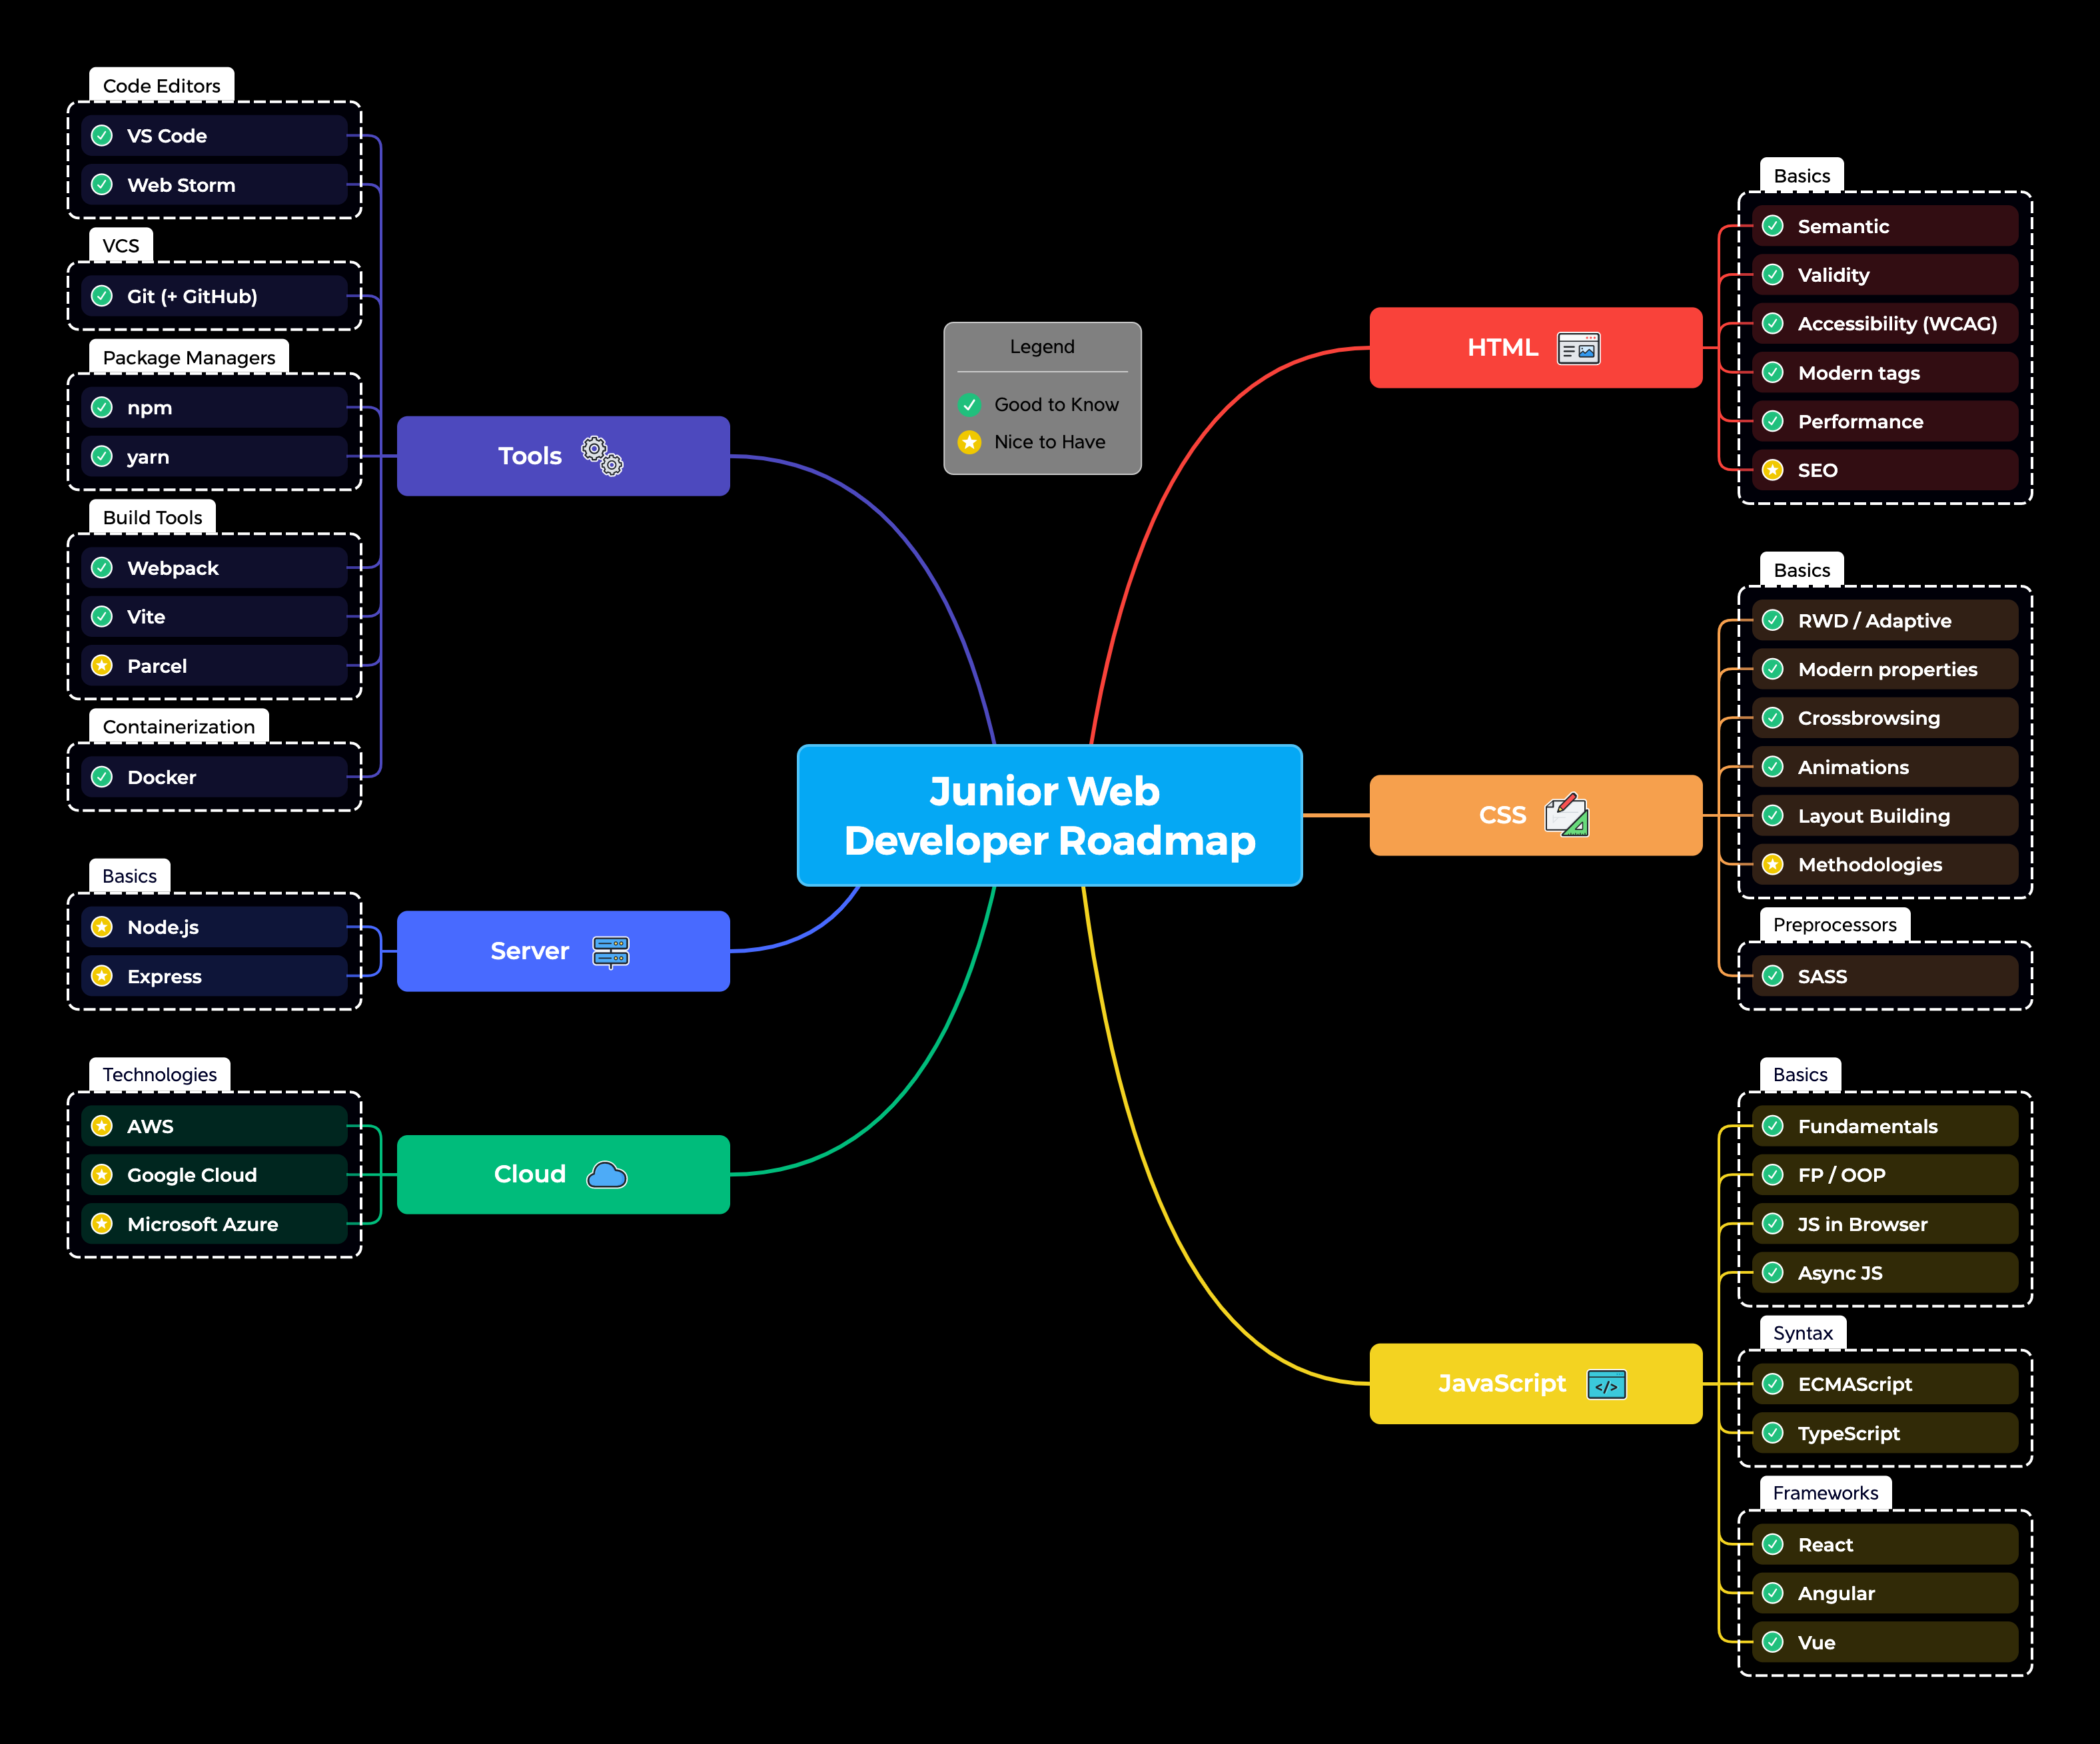 Code Editors
VS Code
Web Storm
VCS
Git (+ GitHub)
Package Managers
npm
yarn
Build Tools
Webpack
Vite
Parcel
Containerization
Docker
Tools
Basics
Node.js
Express
Server
Technologies
AWS
Google Cloud
Microsoft Azure
Cloud
Legend
Good to Know
Nice to Have
Junior Web
Developer Roadmap
HTML
Basics
Semantic
Validity
Accessibility (WCAG)
Modern tags
Performance
SEO
CSS
Basics
RWD / Adaptive
Modern properties
Crossbrowsing
Animations
Layout Building
Methodologies
Preprocessors
SASS
JavaScript
</>
Basics
Fundamentals
FP / OOP
JS in Browser
Async JS
Syntax
ECMAScript
TypeScript
Frameworks
React
Angular
Vue